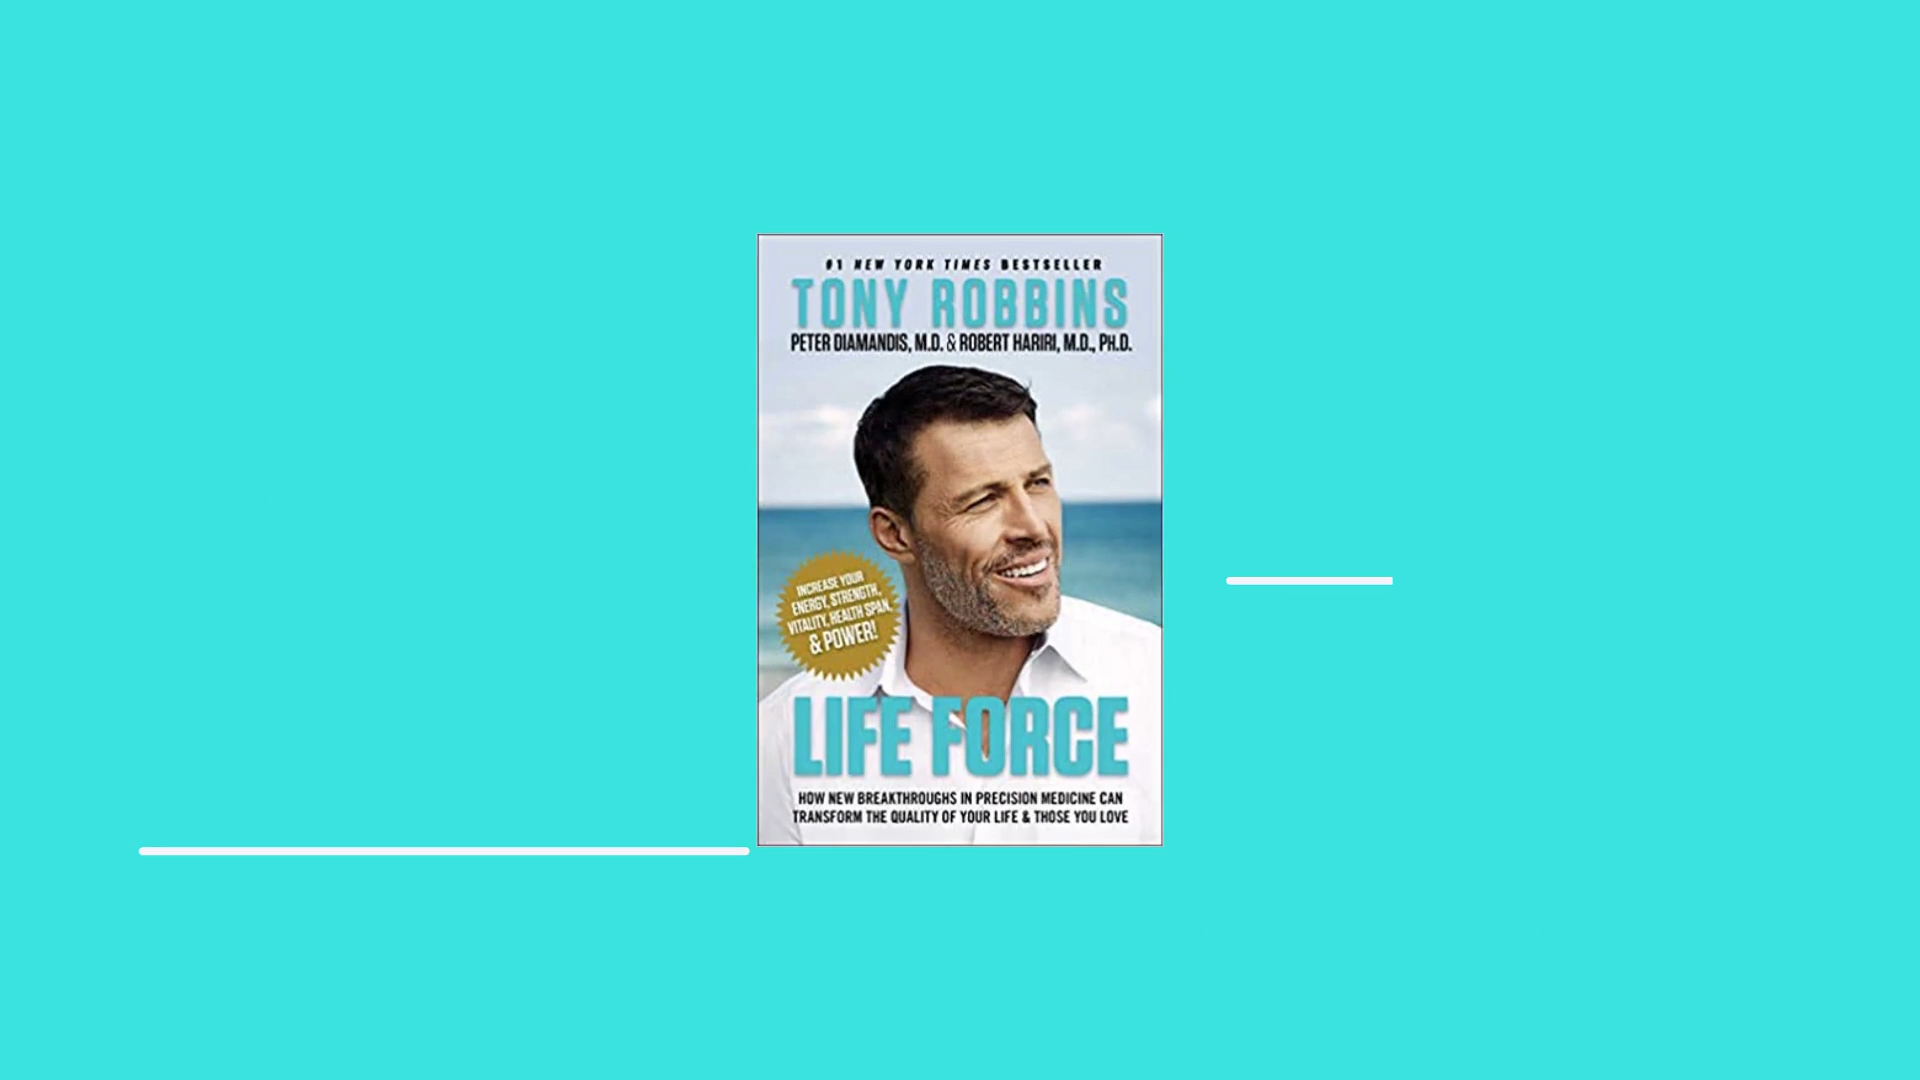 #1 NEW YORK TIMES BESTSELLER
TONY ROBBINS
PETER DIAMANDIS, M.D. & ROBERT HARIRI, M.D., PH.D.
INCREASE YOUR
ENERGY, STRENGTH,
VITALITY, HEALTH SPAN,
& POWER!
LIFE FORCE
HOW NEW BREAKTHROUGHS IN PRECISION MEDICINE CAN
TRANSFORM THE QUALITY OF YOUR LIFE & THOSE YOU LOVE